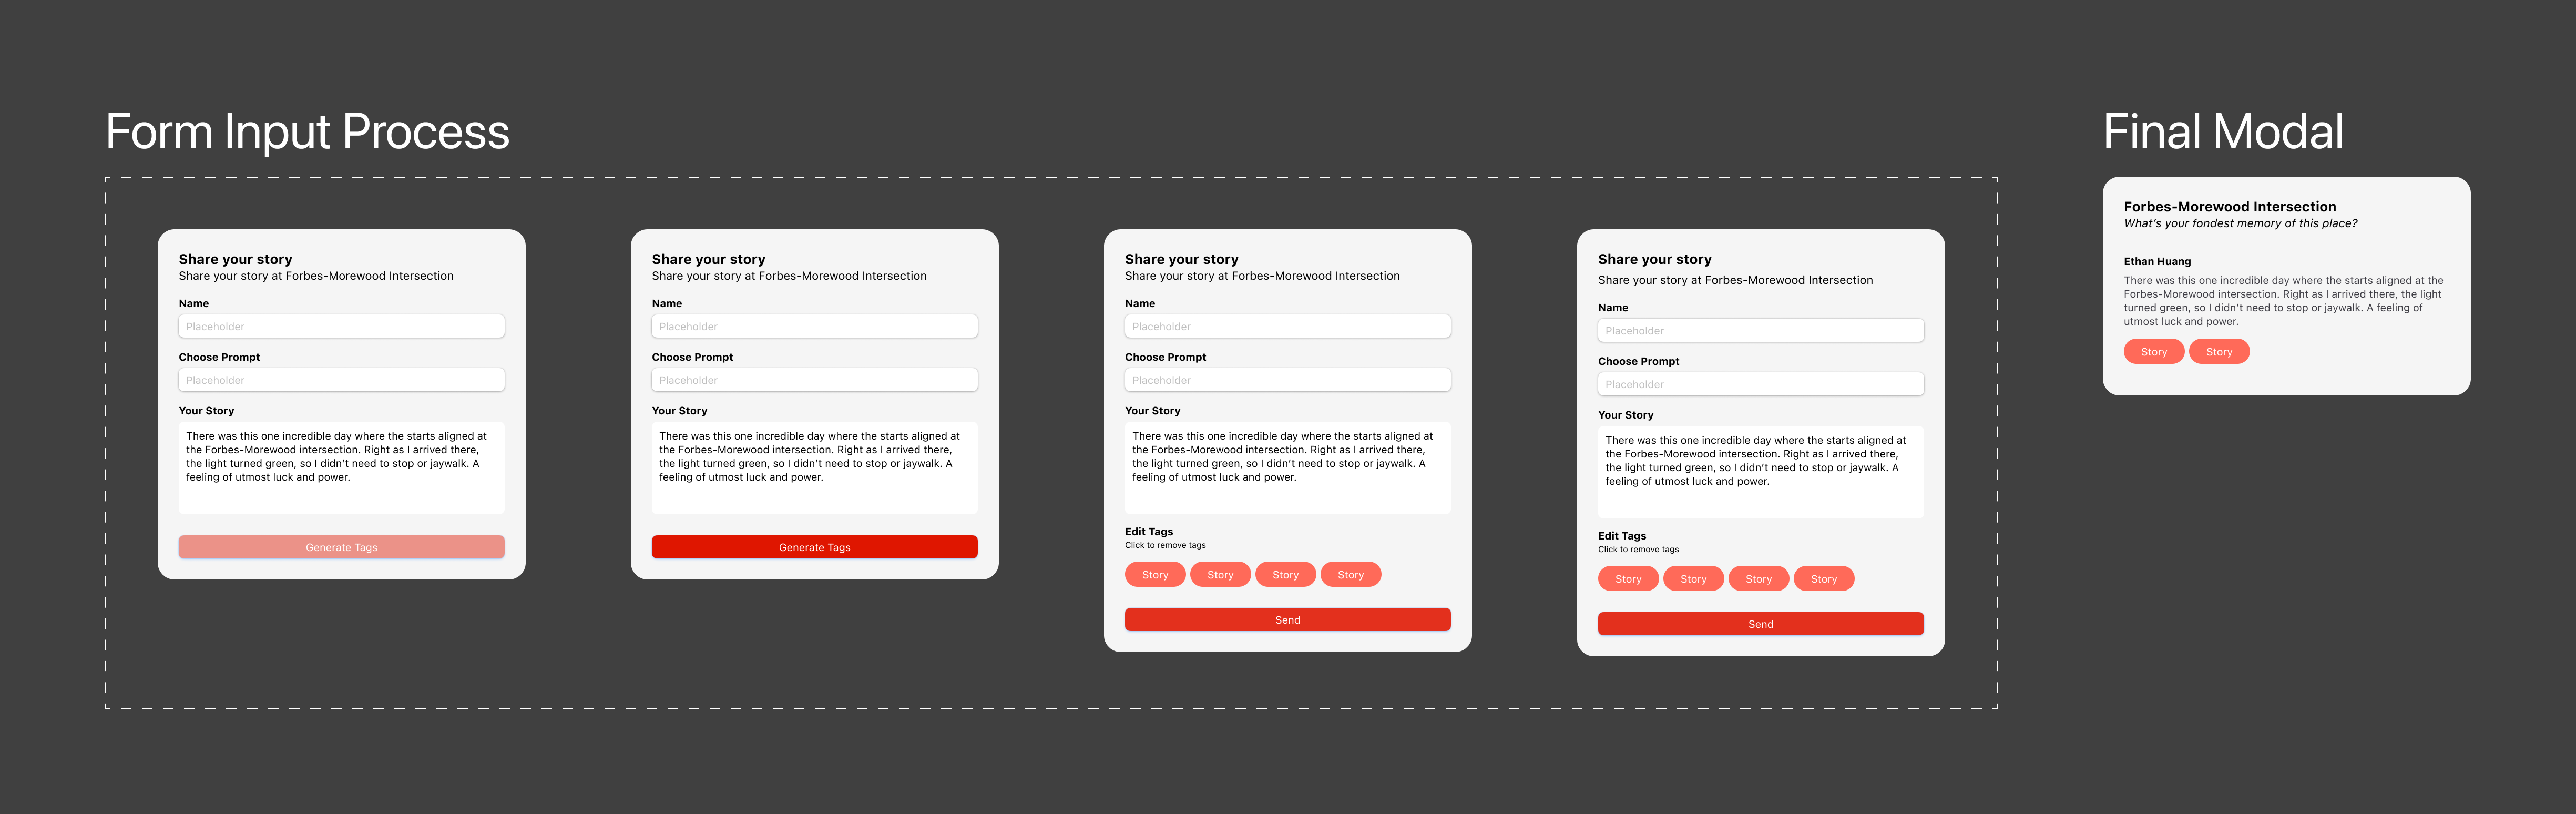 Form Input Process
Share your story
Share your story at Forbes-Morewood Intersection
Name
Placeholder
Choose Prompt
Placeholder
Your Story
There was this one incredible day where the starts aligned at
the Forbes-Morewood intersection. Right as I arrived there,
the light turned green, so I didn’t need to stop or jaywalk. A
feeling of utmost luck and power.
Generate Tags
Share your story
Share your story at Forbes-Morewood Intersection
Name
Placeholder
Choose Prompt
Placeholder
Your Story
There was this one incredible day where the starts aligned at
the Forbes-Morewood intersection. Right as I arrived there,
the light turned green, so I didn’t need to stop or jaywalk. A
feeling of utmost luck and power.
Generate Tags
Share your story
Share your story at Forbes-Morewood Intersection
Name
Placeholder
Choose Prompt
Placeholder
Your Story
There was this one incredible day where the starts aligned at
the Forbes-Morewood intersection. Right as I arrived there,
the light turned green, so I didn’t need to stop or jaywalk. A
feeling of utmost luck and power.
Edit Tags
Click to remove tags
Story Story Story Story
Send
Share your story
Share your story at Forbes-Morewood Intersection
Name
Placeholder
Choose Prompt
Placeholder
Your Story
There was this one incredible day where the starts aligned at
the Forbes-Morewood intersection. Right as I arrived there,
the light turned green, so I didn’t need to stop or jaywalk. A
feeling of utmost luck and power.
Edit Tags
Click to remove tags
Story Story Story Story
Send
Final Modal
Forbes-Morewood Intersection
What’s your fondest memory of this place?
Ethan Huang
There was this one incredible day where the starts aligned at the
Forbes-Morewood intersection. Right as I arrived there, the light
turned green, so I didn’t need to stop or jaywalk. A feeling of
utmost luck and power.
Story Story